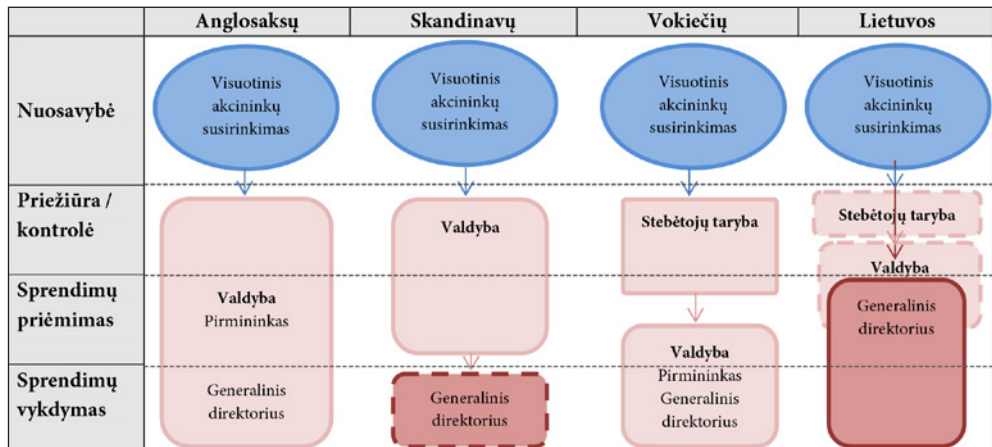 Anglosaksų
Skandinavų
Vokiečių
Lietuvos
Nuosavybė
Visuotinis
akcininkų
susirinkimas
Visuotinis
akcininkų
susirinkimas
Visuotinis
akcininkų
susirinkimas
Visuotinis
akcininkų
susirinkimas
Priežiūra /
kontrolė
Valdyba
Stebėtojų taryba
Stebėtojų taryba
Valdyba
Sprendimų
priėmimas
Valdyba
Pirmininkas
Generalinis
direktorius
Sprendimų
vykdymas
Generalinis
direktorius
Generalinis
direktorius
Valdyba
Pirmininkas
Generalinis
direktorius